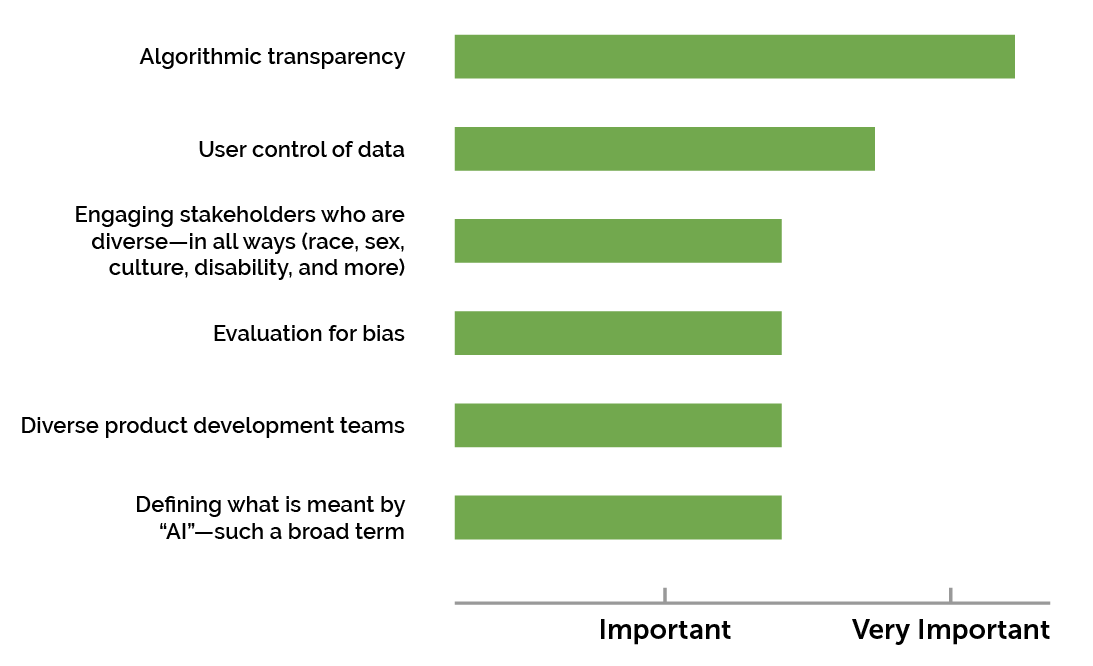 Algorithmic transparency
User control of data
Engaging stakeholders who are
diverse—in all ways (race, sex,
culture, disability, and more)
Evaluation for bias
Diverse product development teams
Defining what is meant by
“AI”—such a broad term
Important
Very Important